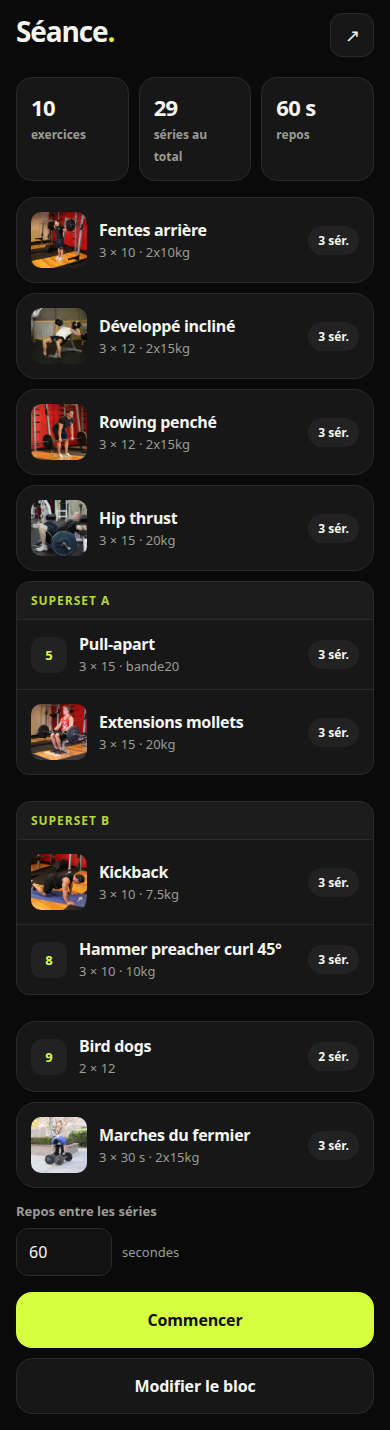 Séance.
↗
10
exercices
29
séries au
total
60 s
repos
Fentes arrière
3 × 10 · 2x10kg
3 sér.
Développé incliné
3 × 12 · 2x15kg
3 sér.
Rowing penché
3 × 12 · 2x15kg
3 sér.
Hip thrust
3 × 15 · 20kg
3 sér.
SUPERSET A
5
Pull-apart
3 × 15 · bande20
3 sér.
Extensions mollets
3 × 15 · 20kg
3 sér.
SUPERSET B
Kickback
3 × 10 · 7.5kg
3 sér.
8
Hammer preacher curl 45°
3 × 10 · 10kg
3 sér.
9
Bird dogs
2 × 12
2 sér.
Marches du fermier
3 × 30 s · 2x15kg
3 sér.
Repos entre les séries
60
secondes
Commencer
Modifier le bloc